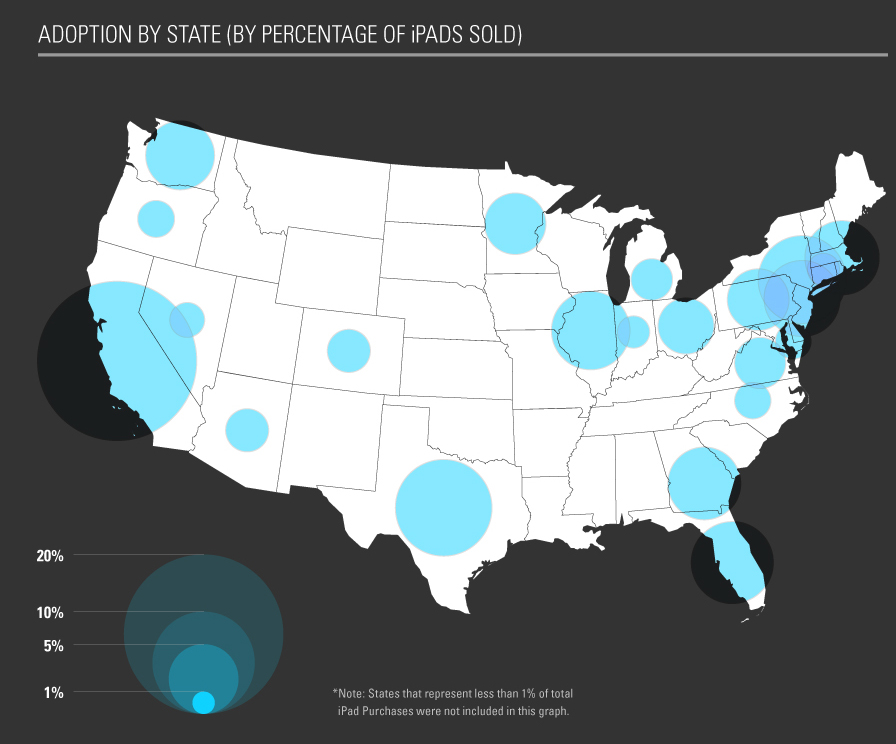 ADOPTION BY STATE (BY PERCENTAGE OF iPADS SOLD)
20%
10%
5%
1%
*Note: States that represent less than 1% of total
iPad Purchases were not included in this graph.